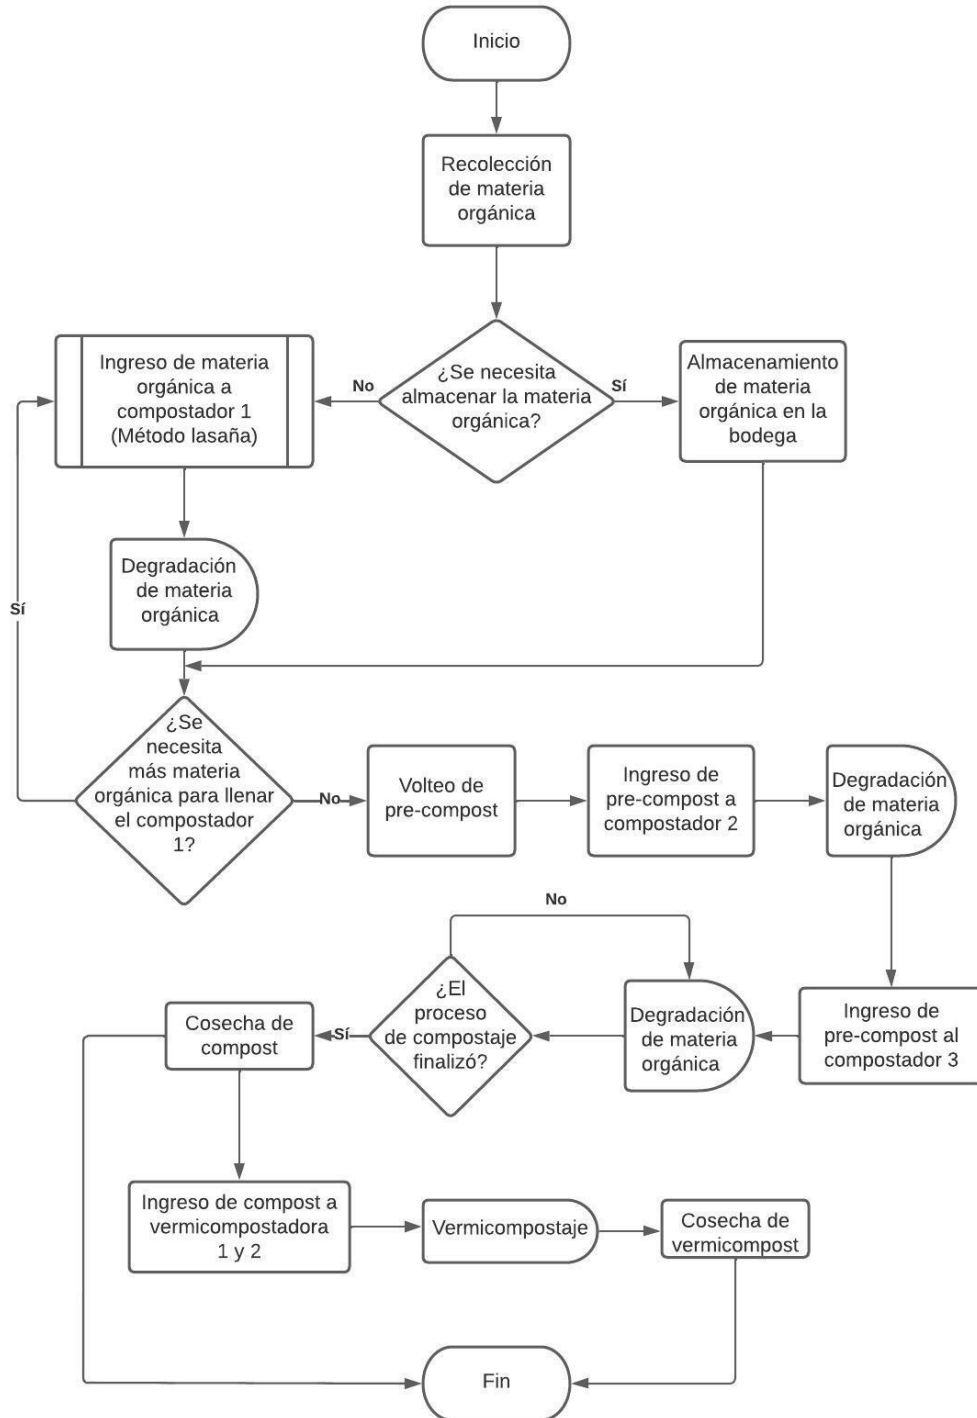 Inicio
Recolección
de materia
orgánica
¿Se necesita
almacenar la materia
orgánica?
No
Sí
Ingreso de materia
orgánica a
compostador 1
(Método lasaña)
Almacenamiento
de materia
orgánica en la
bodega
Degradación
de materia
orgánica
Sí
¿Se
necesita
más materia
orgánica para llenar
el compostador
1?
No
Volteo de
pre-compost
Ingreso de
pre-compost a
compostador 2
Degradación
de materia
orgánica
Ingreso de
pre-compost al
compostador 3
Degradación
de materia
orgánica
No
¿El
proceso
de compostaje
finalizó?
Sí
Cosecha de
compost
Ingreso de compost a
vermicompostadora
1 y 2
Vermicompostaje
Cosecha de
vermicompost
Fin